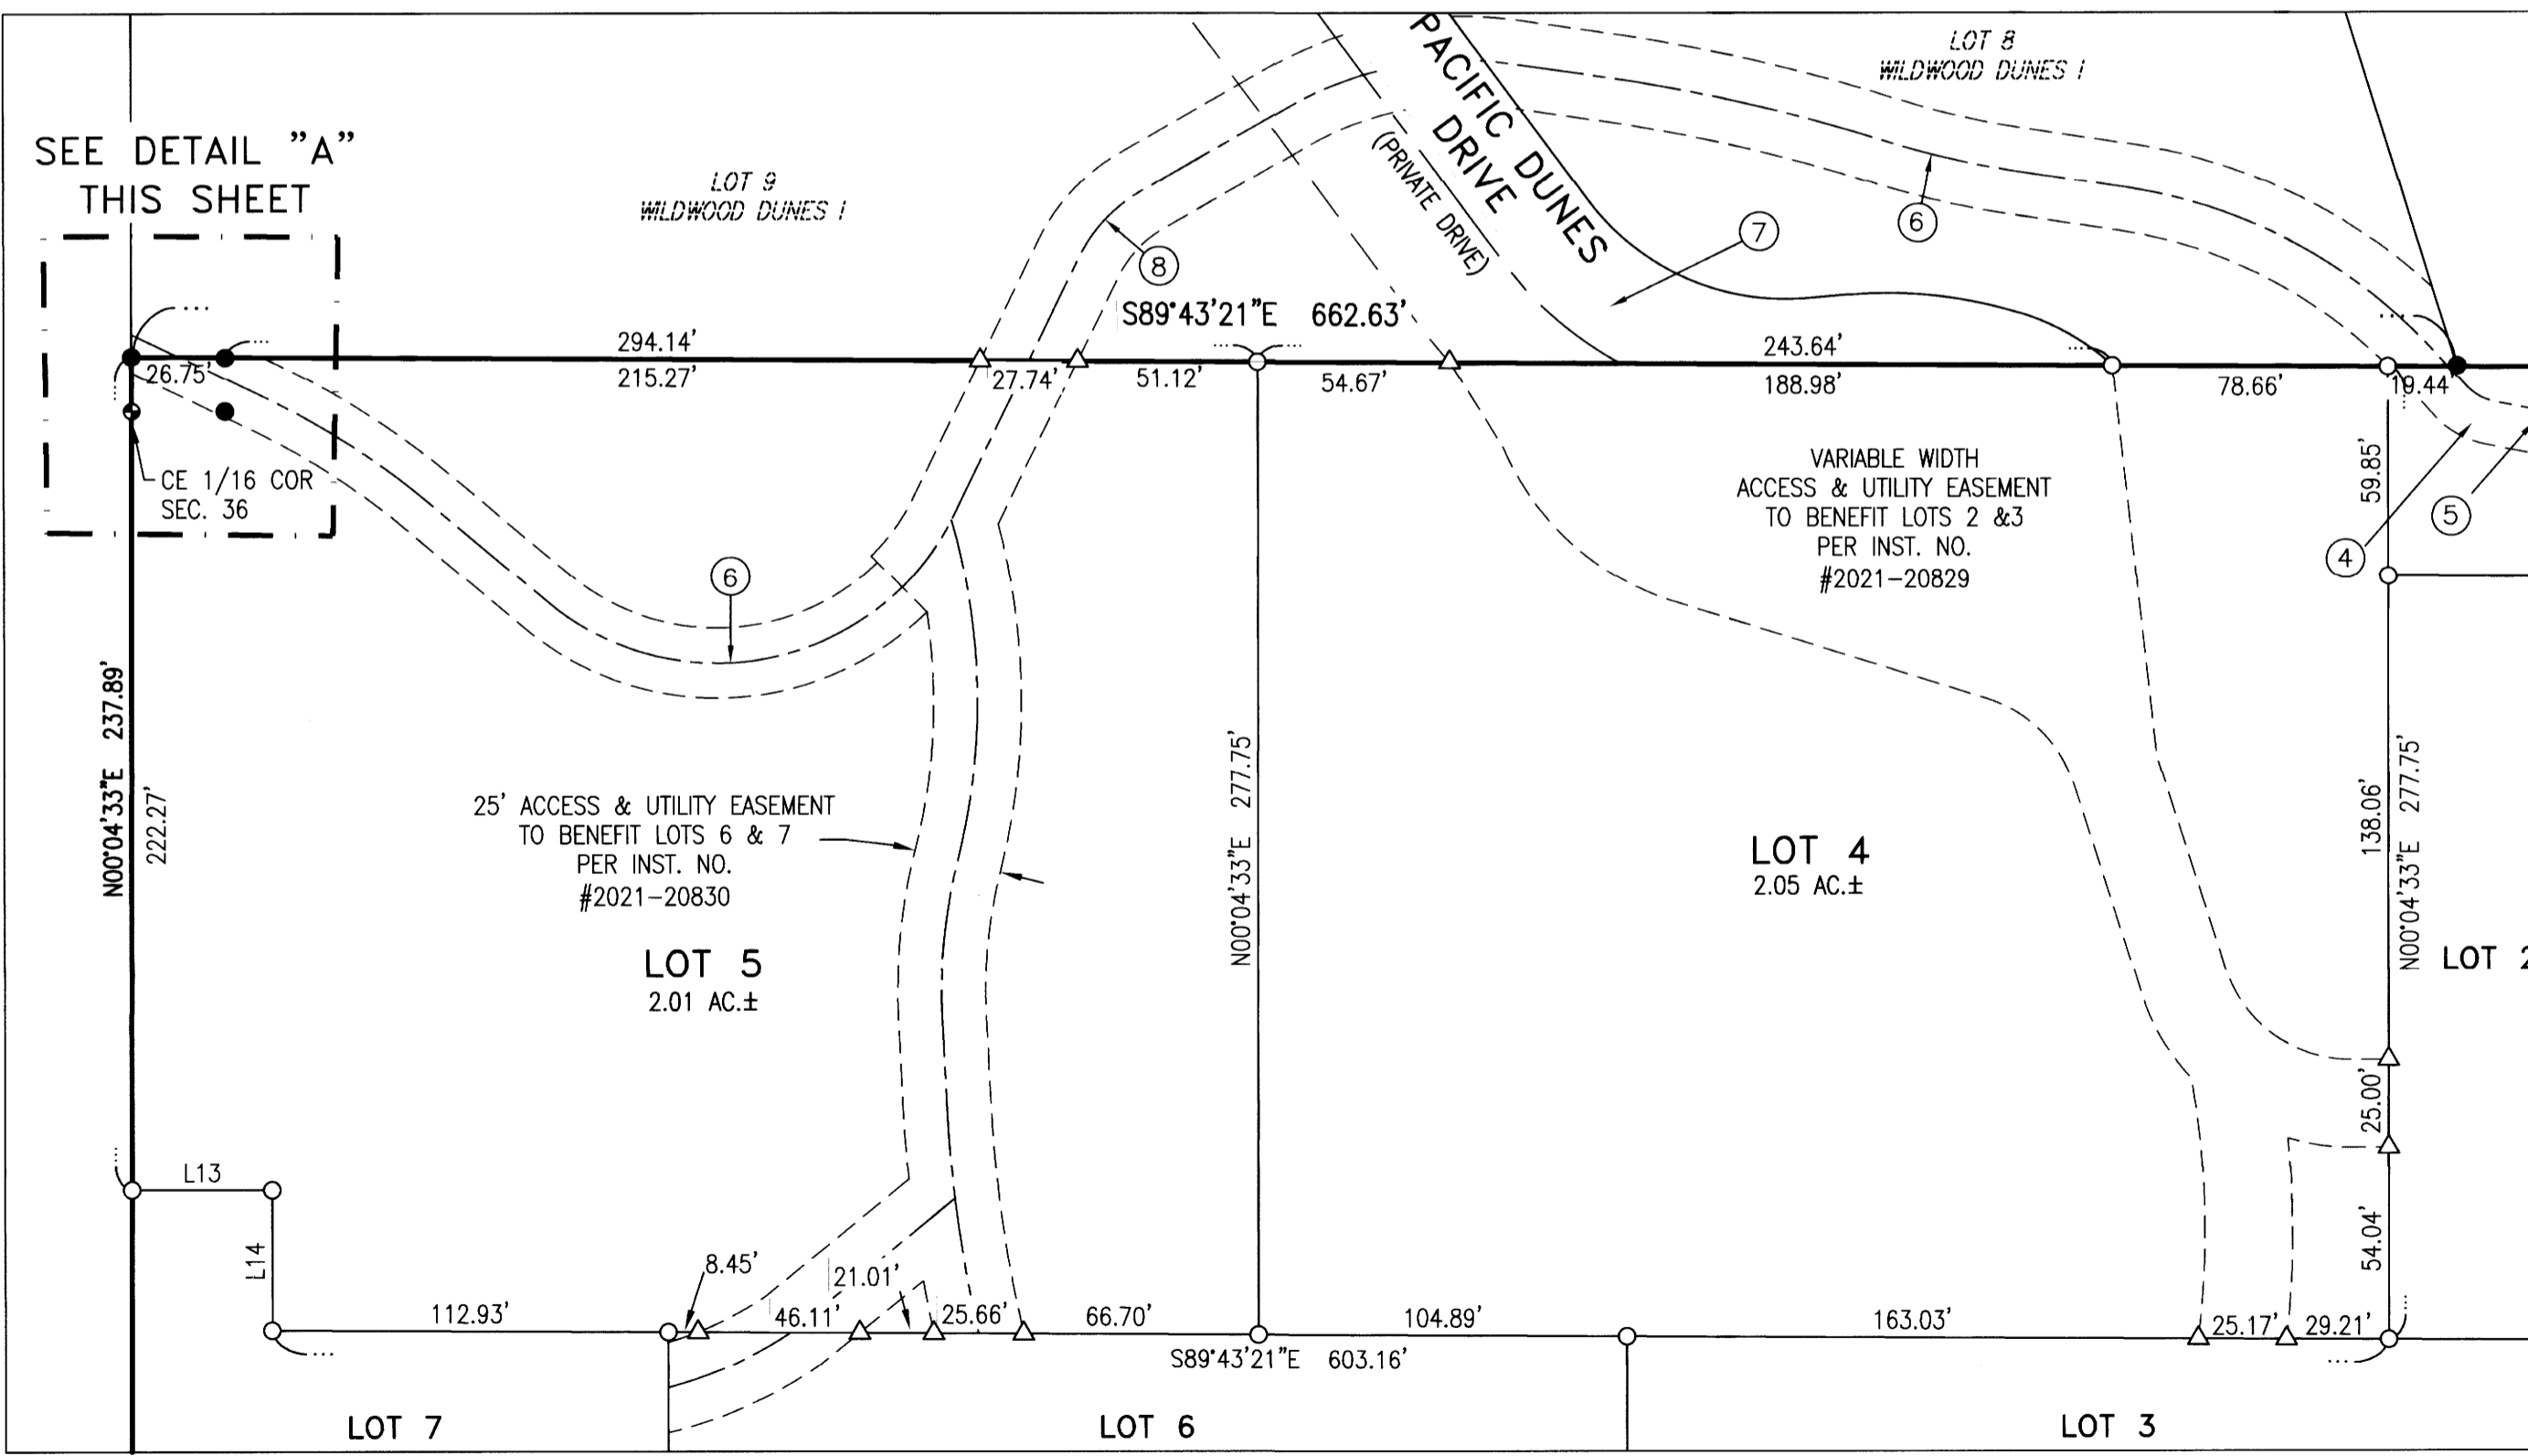 LOT 8
WILDWOOD DUNES I
PACIFIC DUNES
DRIVE
(PRIVATE DRIVE)
SEE DETAIL "A"
THIS SHEET
LOT 9
WILDWOOD DUNES I
6
7
8
S89°43'21"E 662.63'
294.14'
243.64'
26.75'
215.27'
27.74'
51.12'
54.67'
188.98'
78.66'
19.44'
CE 1/16 COR
SEC. 36
VARIABLE WIDTH
ACCESS & UTILITY EASEMENT
TO BENEFIT LOTS 2 &3
PER INST. NO.
#2021-20829
59.85'
5
4
6
N00°04'33"E 237.89'
222.27'
25' ACCESS & UTILITY EASEMENT
TO BENEFIT LOTS 6 & 7
PER INST. NO.
#2021-20830
N00°04'33"E 277.75'
LOT 4
2.05 AC.±
138.06'
N00°04'33"E 277.75'
LOT 5
2.01 AC.±
LOT 2
25.00'
L13
L14
54.04'
8.45'
21.01'
112.93'
46.11'
25.66'
66.70'
104.89'
163.03'
25.17'
29.21'
S89°43'21"E 603.16'
LOT 7
LOT 6
LOT 3